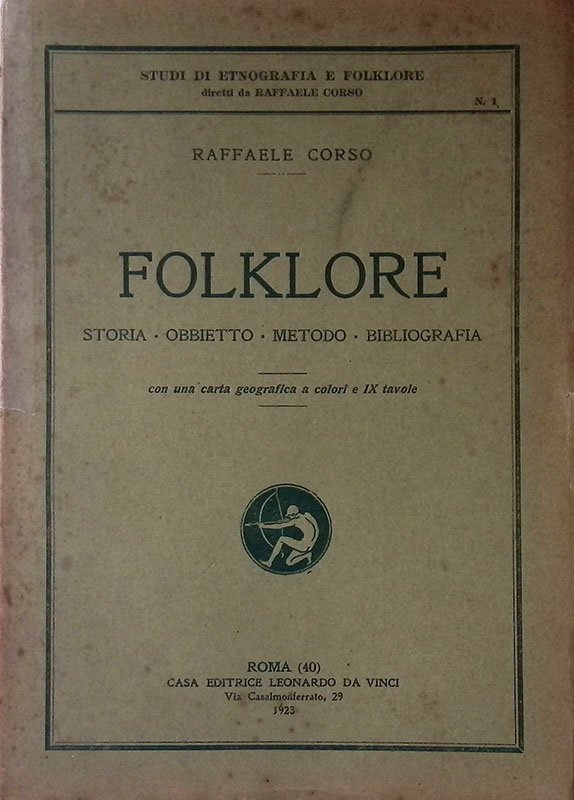 STUDI DI ETNOGRAFIA E FOLKLORE
diretti da RAFFAELE CORSO
N. 1
RAFFAELE CORSO
FOLKLORE
STORIA · OBBIETTO · METODO · BIBLIOGRAFIA
con una carta geografica a colori e IX tavole
ROMA (40)
CASA EDITRICE LEONARDO DA VINCI
Via Casalmonferrato, 29
1923